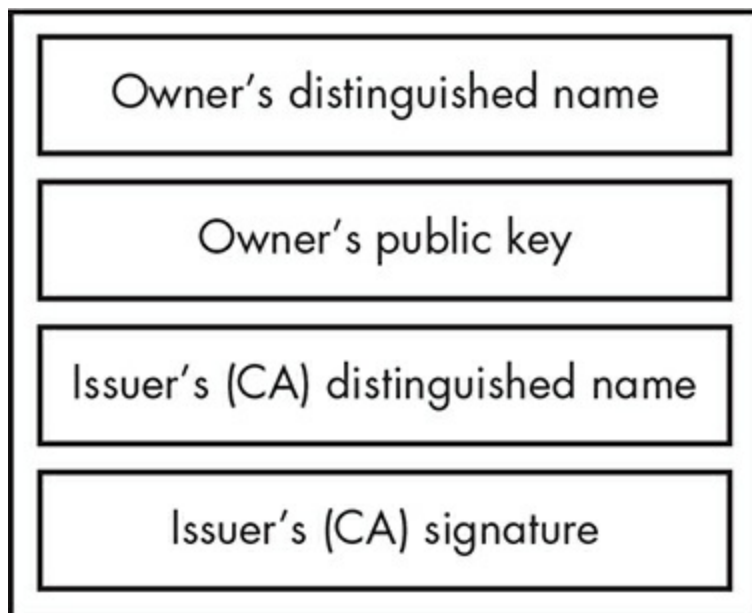 Owner's distinguished name
Owner's public key
Issuer's (CA) distinguished name
Issuer's (CA) signature